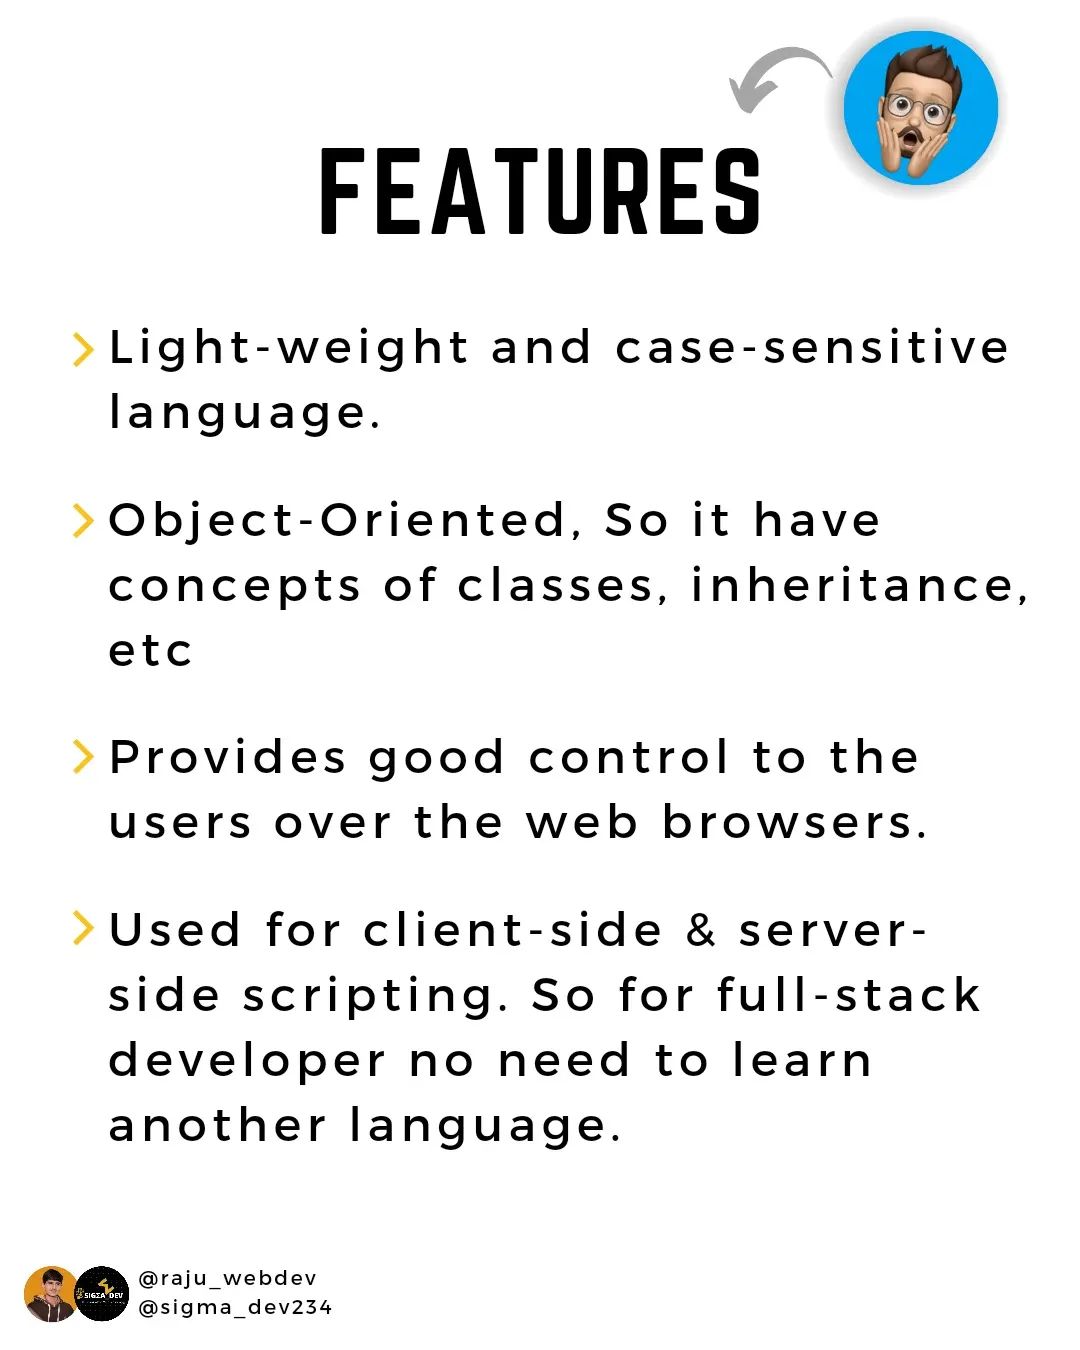 FEATURES
Light-weight and case-sensitive
language.
Object-Oriented, So it have
concepts of classes, inheritance,
etc
Provides good control to the
users over the web browsers.
Used for client-side & server-
side scripting. So for full-stack
developer no need to learn
another language.
@raju_webdev
SIGMA DEV
@sigma_dev234